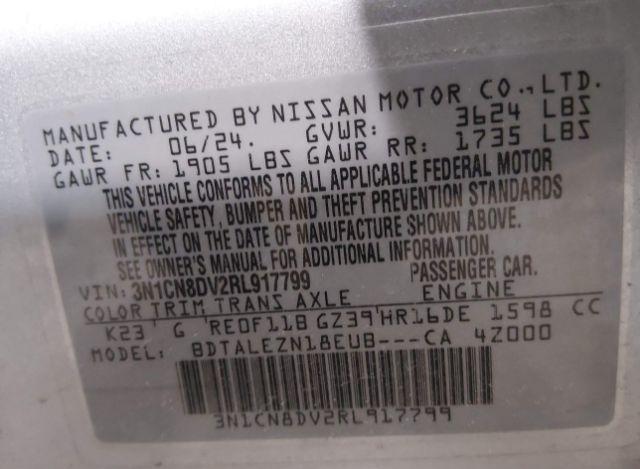 MANUFACTURED BY NISSAN MOTOR CO., LTD.
DATE: 06/24. GVWR: 3624 LBS
GAWR FR: 1905 LBS GAWR RR: 1735 LBS
THIS VEHICLE CONFORMS TO ALL APPLICABLE FEDERAL MOTOR
VEHICLE SAFETY, BUMPER AND THEFT PREVENTION STANDARDS
IN EFFECT ON THE DATE OF MANUFACTURE SHOWN ABOVE.
SEE OWNER'S MANUAL FOR ADDITIONAL INFORMATION.
VIN: 3N1CN8DV2RL917799 PASSENGER CAR.
COLOR TRIM TRANS AXLE ENGINE
K23 G RE0F11B GZ39 HR16DE 1598 CC
MODEL: BDTALEZN18EUB---CA 4Z000
3N1CN8DV2RL917799